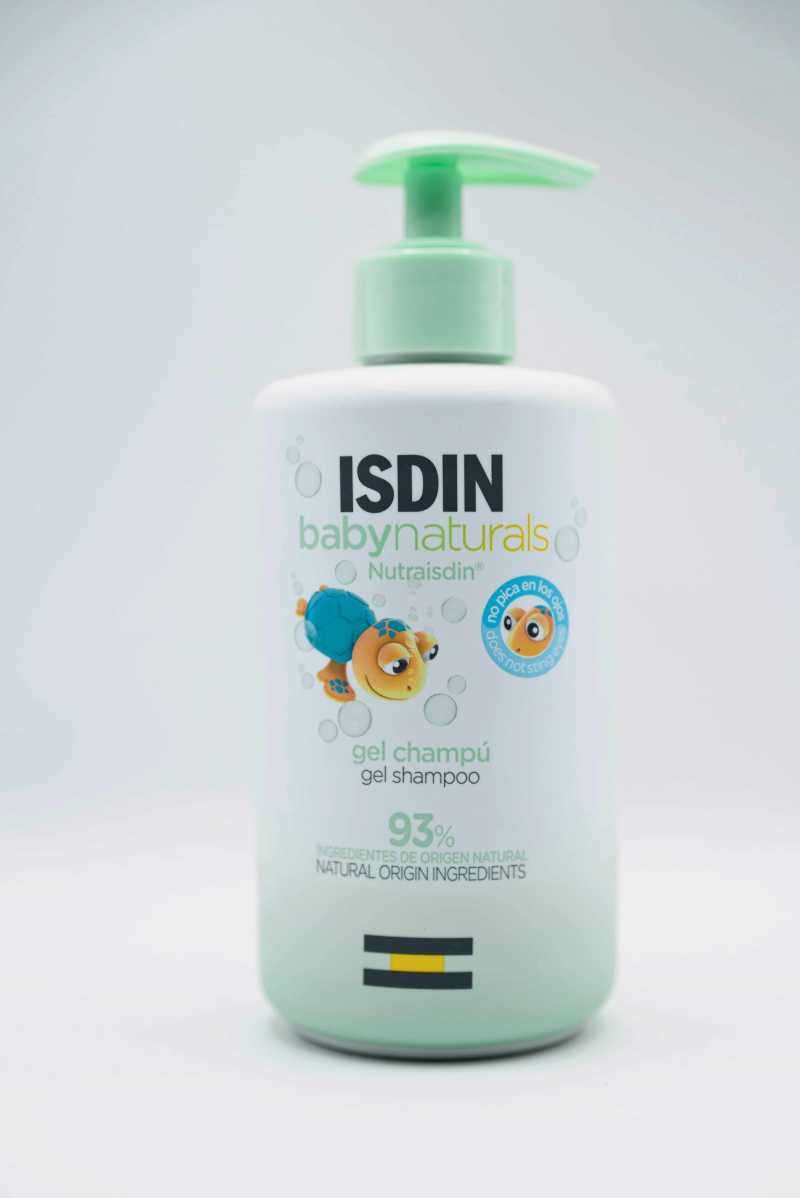 ISDIN
babynaturals
Nutraisdin®
no pica en los ojos
does not sting eyes
gel champú
gel shampoo
93%
INGREDIENTES DE ORIGEN NATURAL
NATURAL ORIGIN INGREDIENTS